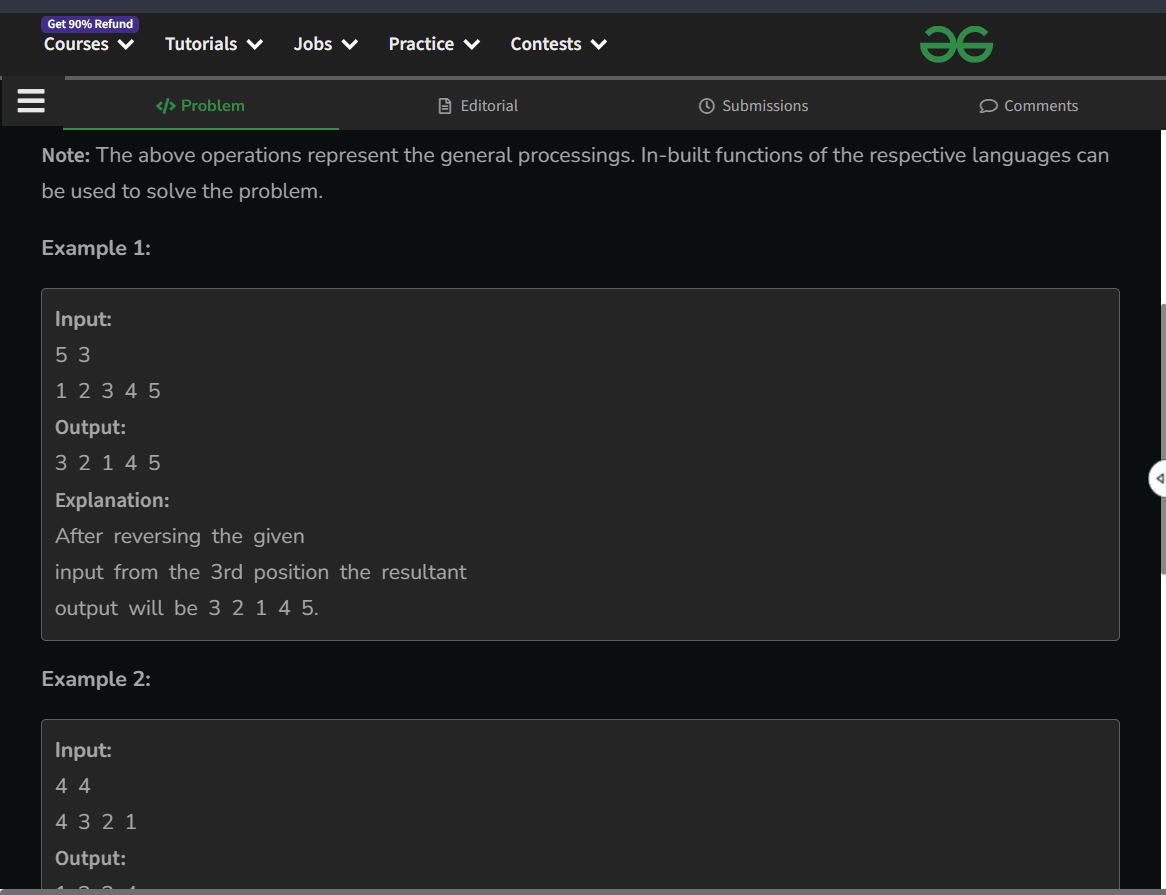 Get 90% Refund
Courses Tutorials Jobs Practice Contests
</> Problem Editorial Submissions Comments
Note: The above operations represent the general processings. In-built functions of the respective languages can
be used to solve the problem.
Example 1:
Input:
5 3
1 2 3 4 5
Output:
3 2 1 4 5
Explanation:
After reversing the given
input from the 3rd position the resultant
output will be 3 2 1 4 5.
Example 2:
Input:
4 4
4 3 2 1
Output: